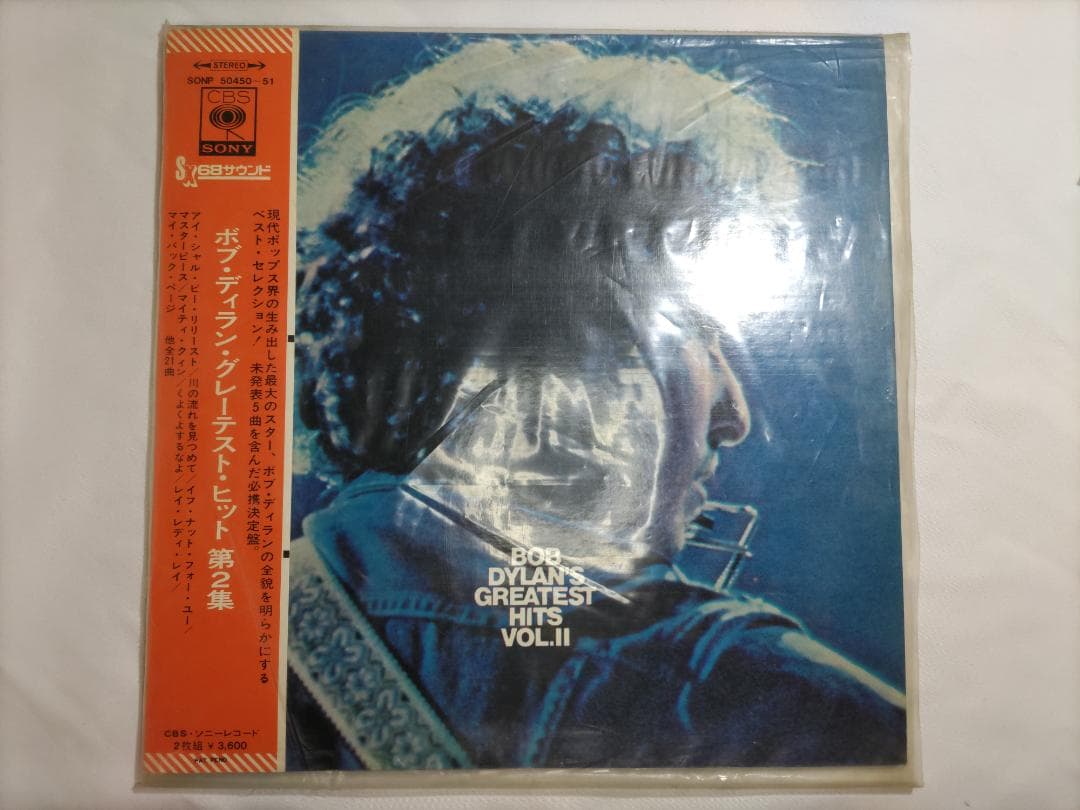 STEREO
SONP 50450-51
CBS
SONY
SX68サウンド
現代ポップス界の生み出した最大のスター、ボブ・ディランの全貌を明らかにする
ベスト・セレクション! 未発表5曲を含んだ必携決定盤。
ボブ・ディラン・グレーテスト・ヒット 第2集
アイ・シャル・ビー・リリースト/川の流れを見つめて/イフ・ナット・フォー・ユー/
マスターピース/マイティ・クィン/くよくよするなよ/レイ・レディ・レイ/
マイ・バック・ページ 他全21曲
CBS・ソニーレコード
2枚組 ¥3,600
PAT. PEND.
BOB
DYLAN'S
GREATEST
HITS
VOL.II